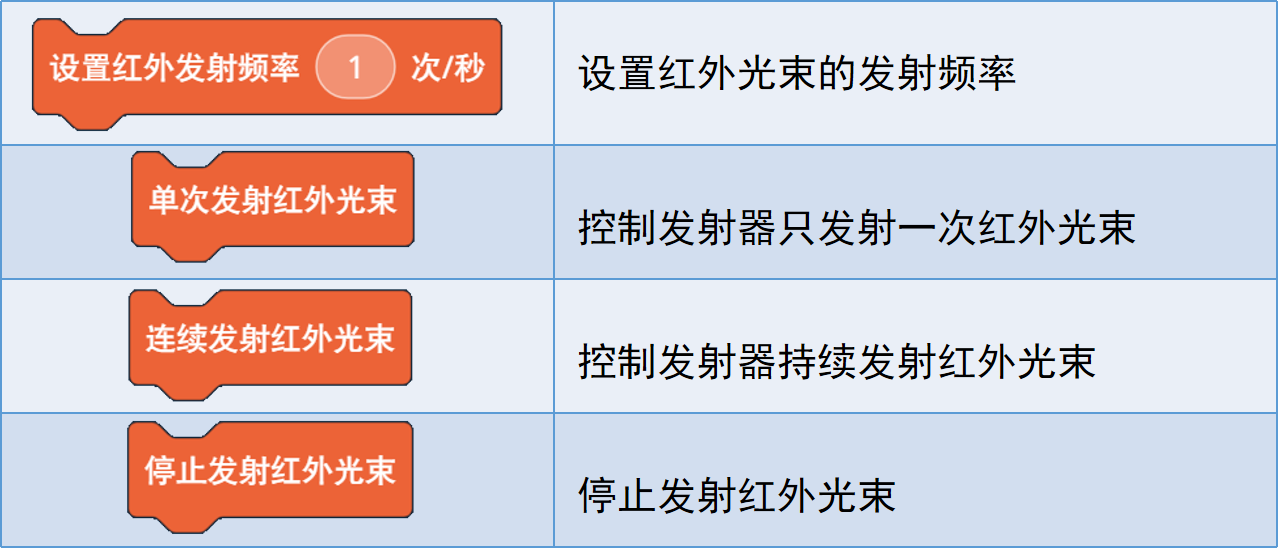 设置红外发射频率 1 次/秒
设置红外光束的发射频率
单次发射红外光束
控制发射器只发射一次红外光束
连续发射红外光束
控制发射器持续发射红外光束
停止发射红外光束
停止发射红外光束